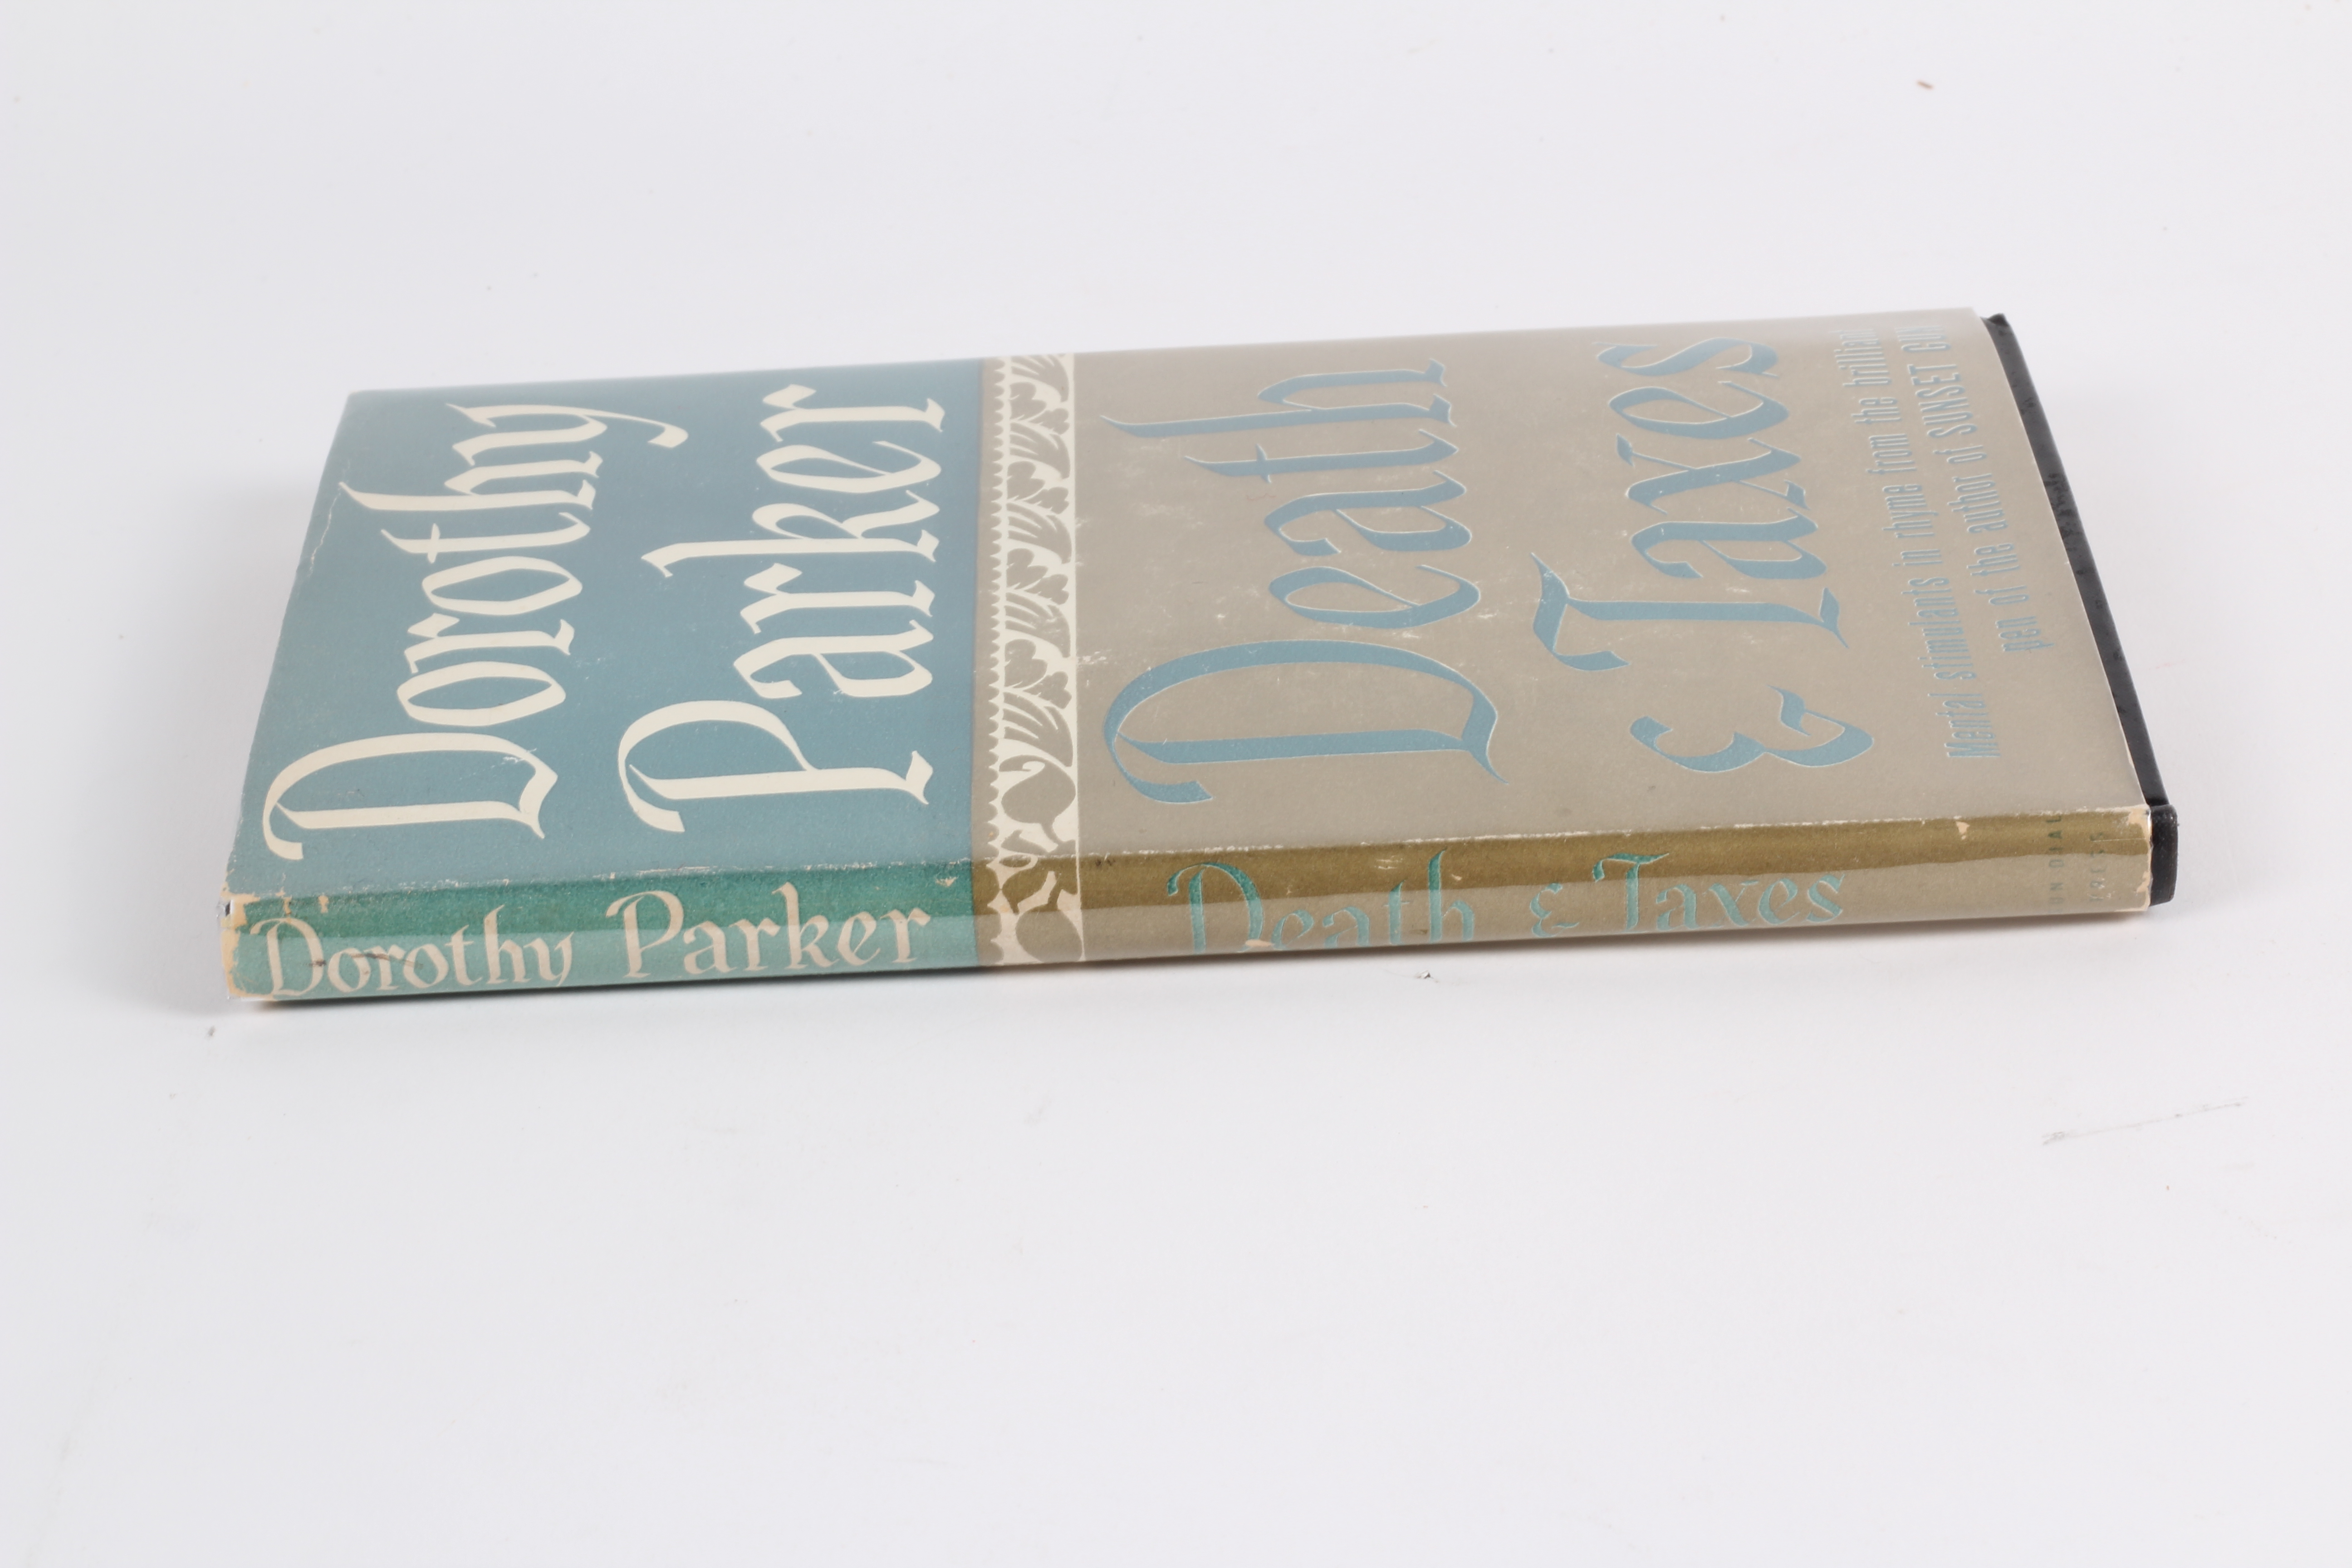 Dorothy
Parker
Death
& Taxes
Mental stimulants in rhyme from the brilliant
pen of the author of SUNSET GUN
Dorothy Parker
Death & Taxes